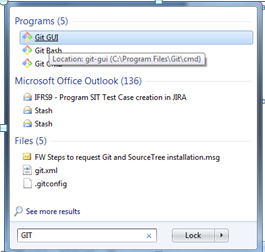 Programs (5)
Git GUI
Git Bash
Location: git-gui (C:\Program Files\Git\cmd)
Microsoft Office Outlook (136)
IFRS9 - Program SIT Test Case creation in JIRA
Stash
Stash
Files (5)
FW Steps to request Git and SourceTree installation.msg
git.xml
.gitconfig
See more results
GIT
Lock